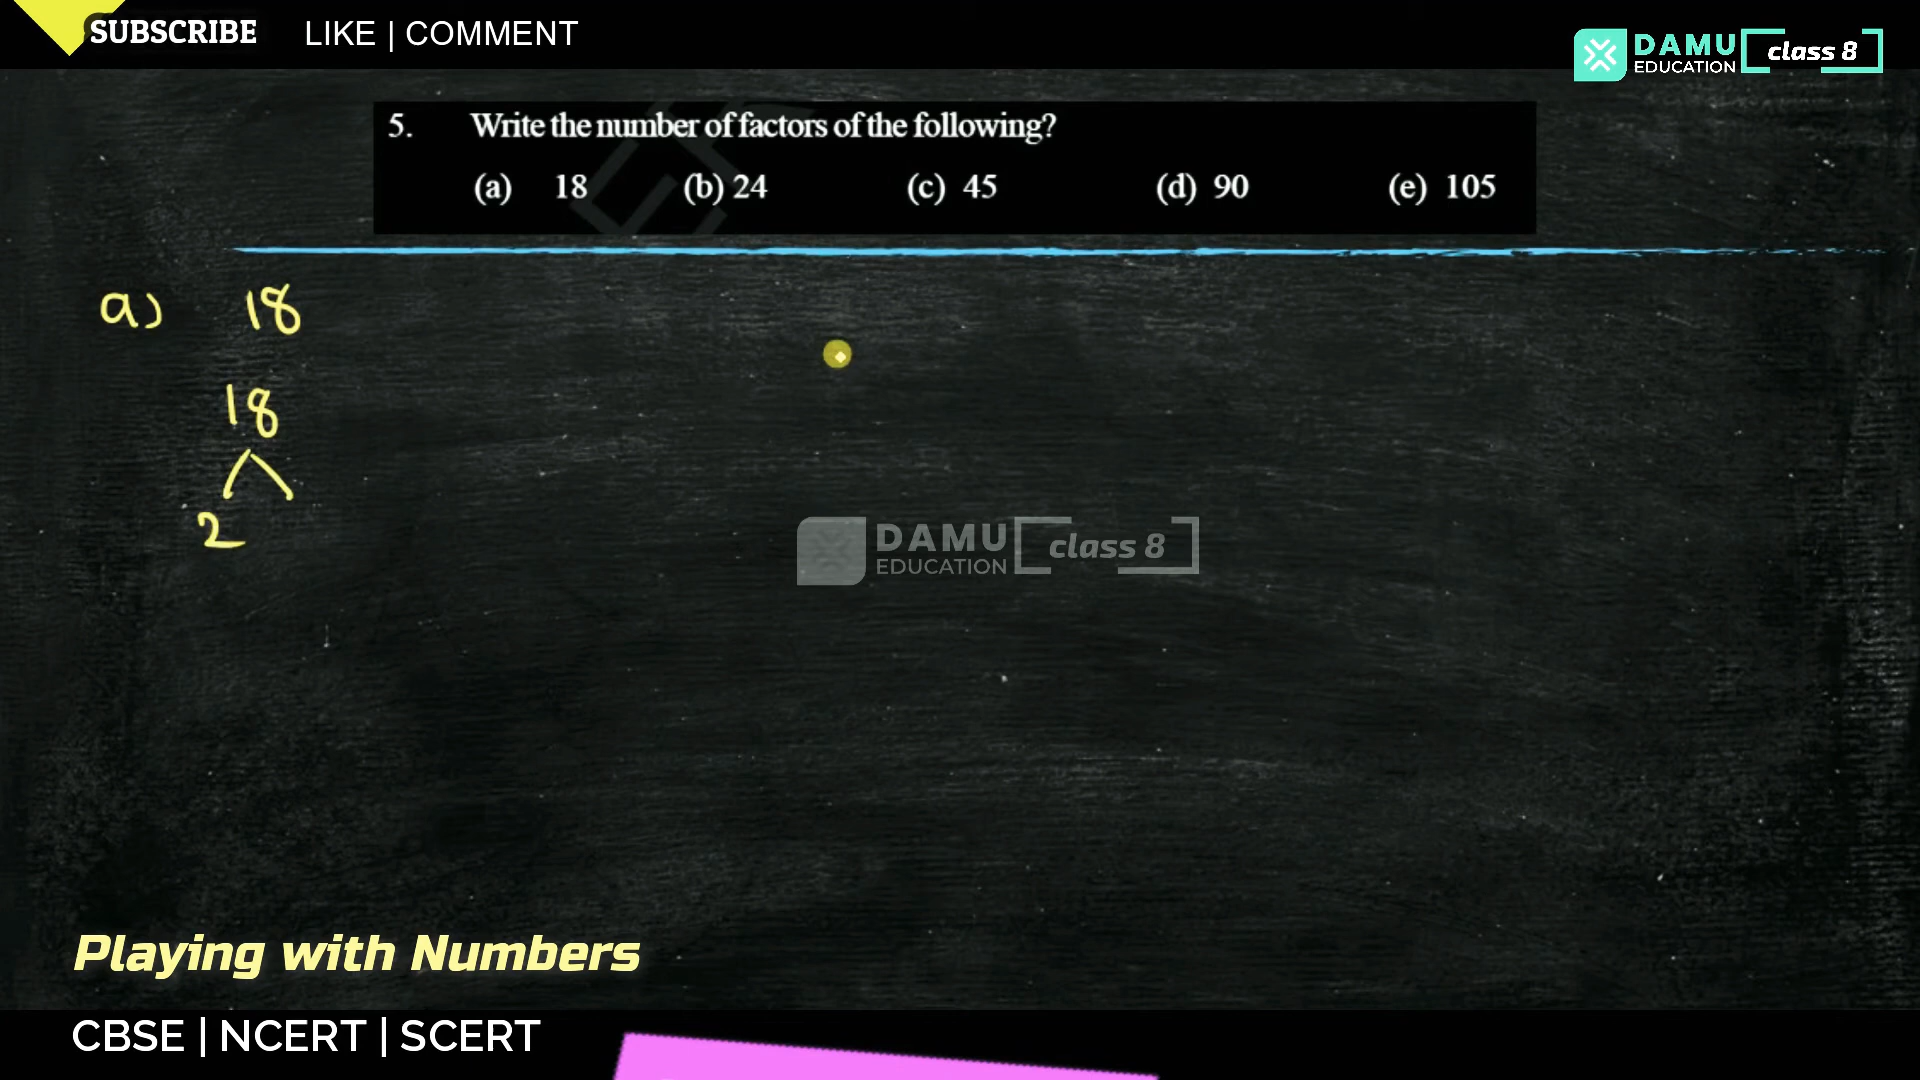 SUBSCRIBE LIKE | COMMENT
DAMU EDUCATION class 8
5. Write the number of factors of the following?
(a) 18 (b) 24 (c) 45 (d) 90 (e) 105
a) 18
18
2
DAMU EDUCATION class 8
Playing with Numbers
CBSE | NCERT | SCERT